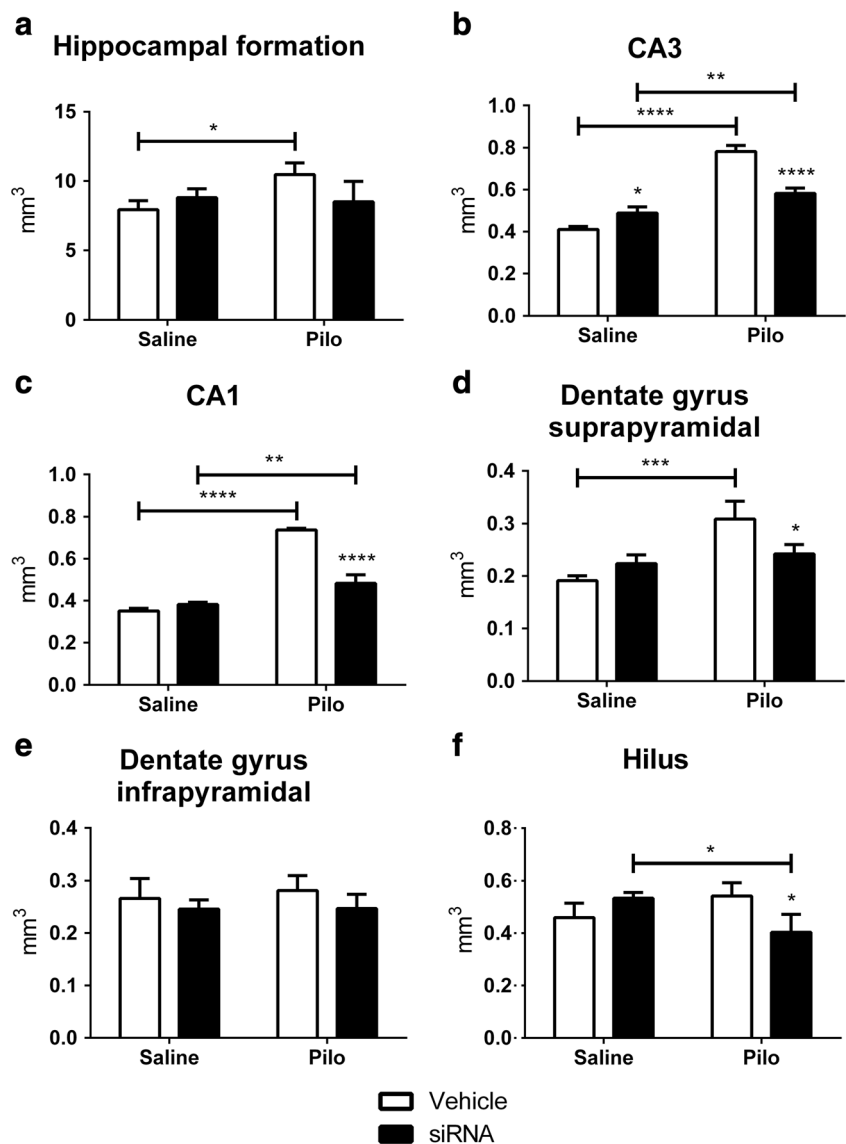 a
Hippocampal formation
mm³
15
10
5
0
*
Saline
Pilo
b
CA3
mm³
1.0
0.8
0.6
0.4
0.2
0.0
**
****
*
****
Saline
Pilo
c
CA1
mm³
1.0
0.8
0.6
0.4
0.2
0.0
**
****
****
Saline
Pilo
d
Dentate gyrus
suprapyramidal
mm³
0.4
0.3
0.2
0.1
0.0
***
*
Saline
Pilo
e
Dentate gyrus
infrapyramidal
mm³
0.4
0.3
0.2
0.1
0.0
Saline
Pilo
f
Hilus
mm³
0.8
0.6
0.4
0.2
0.0
*
*
Saline
Pilo
Vehicle
siRNA